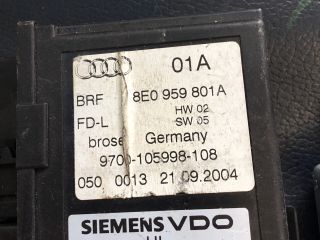 01A
BRF 8E0 959 801A
HW 02
FD-L SW 05
brose Germany
9700-105998-108
050 0013 21 09.2004
SIEMENS VDO